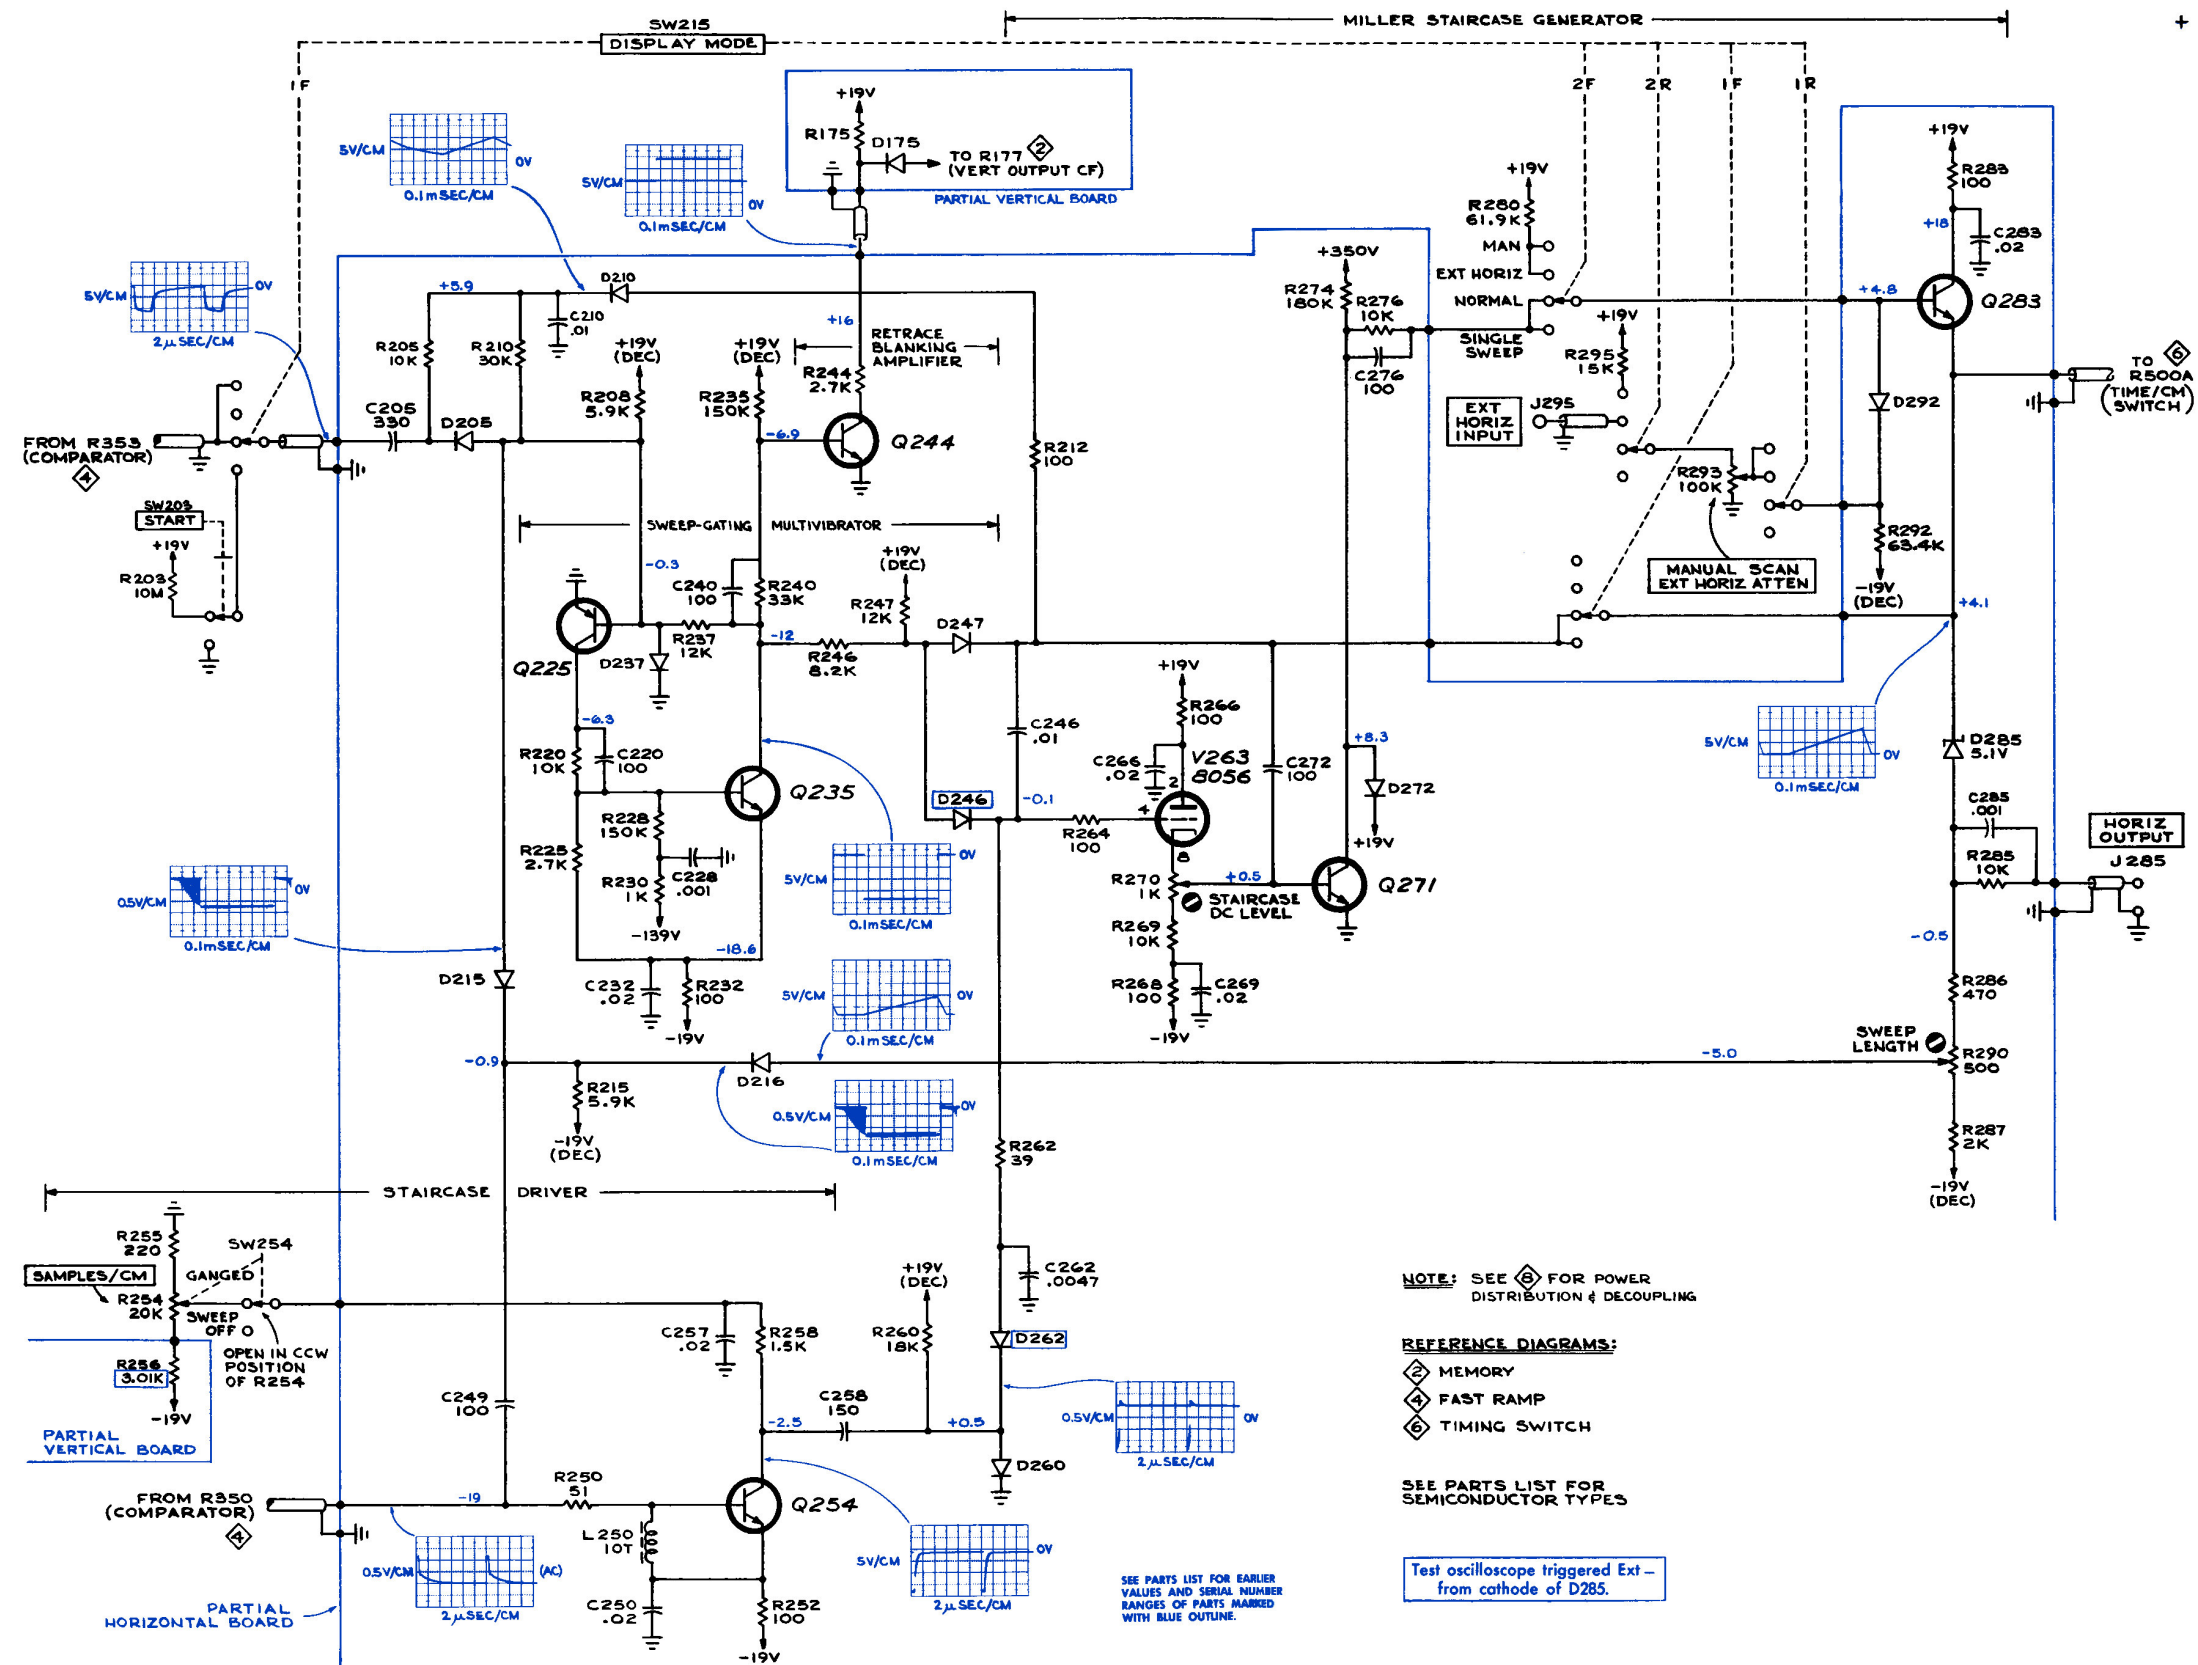 SW215
DISPLAY MODE
MILLER STAIRCASE GENERATOR
+
1F
2F
2R
1F
1R
+19V
R175
D175
TO R177 2
(VERT OUTPUT CF)
PARTIAL VERTICAL BOARD
5V/CM
0V
0.1mSEC/CM
5V/CM
0V
0.1mSEC/CM
5V/CM
0V
2μSEC/CM
+5.9
D210
C210
.01
R205
10K
R210
30K
+19V
(DEC)
R208
5.9K
+19V
(DEC)
R235
150K
+16
RETRACE
BLANKING
AMPLIFIER
R244
2.7K
C205
330
D205
-6.9
Q244
R212
100
FROM R353
(COMPARATOR)
4
SW203
START
+19V
R203
10M
SWEEP-GATING MULTIVIBRATOR
-0.3
C240
100
R240
33K
+19V
(DEC)
R247
12K
D247
Q225
D237
R237
12K
-12
R246
8.2K
-6.3
R220
10K
C220
100
Q235
R228
150K
R225
2.7K
R230
1K
C228
.001
-139V
-18.6
C232
.02
R232
100
-19V
5V/CM
0V
0.1mSEC/CM
5V/CM
0V
0.1mSEC/CM
0.5V/CM
0V
0.1mSEC/CM
D215
-0.9
R215
5.9K
-19V
(DEC)
D216
0.5V/CM
0V
0.1mSEC/CM
-5.0
D246
-0.1
C246
.01
R264
100
+19V
R266
100
C266
.02
V263
8056
2
4
8
R270
1K
+0.5
STAIRCASE
DC LEVEL
R269
10K
R268
100
C269
.02
-19V
C272
100
Q271
+350V
R274
180K
R276
10K
C276
100
+8.3
D272
+19V
+19V
R280
61.9K
MAN
EXT HORIZ
NORMAL
SINGLE
SWEEP
+19V
R295
15K
EXT
HORIZ
INPUT
J295
R293
100K
MANUAL SCAN
EXT HORIZ ATTEN
+19V
R283
100
+18
C283
.02
+4.8
Q283
D292
R292
63.4K
-19V
(DEC)
TO 6
R500A
(TIME/CM
SWITCH)
+4.1
5V/CM
0V
0.1mSEC/CM
D285
5.1V
C285
.001
R285
10K
HORIZ
OUTPUT
J285
-0.5
R286
470
SWEEP
LENGTH
R290
500
R287
2K
-19V
(DEC)
STAIRCASE DRIVER
R255
220
SW254
GANGED
SAMPLES/CM
R254
20K
SWEEP
OFF
OPEN IN CCW
POSITION
OF R254
R256
3.01K
-19V
PARTIAL
VERTICAL BOARD
C249
100
C257
.02
R258
1.5K
+19V
(DEC)
R260
18K
R262
39
C262
.0047
D262
-2.5
C258
150
+0.5
D260
0.5V/CM
0V
2μSEC/CM
FROM R350
(COMPARATOR)
4
-19
R250
51
Q254
L250
10T
0.5V/CM
(AC)
2μSEC/CM
C250
.02
R252
100
-19V
5V/CM
0V
2μSEC/CM
PARTIAL
HORIZONTAL BOARD
SEE PARTS LIST FOR EARLIER
VALUES AND SERIAL NUMBER
RANGES OF PARTS MARKED
WITH BLUE OUTLINE.
NOTE: SEE 8 FOR POWER
DISTRIBUTION & DECOUPLING
REFERENCE DIAGRAMS:
2 MEMORY
4 FAST RAMP
6 TIMING SWITCH
SEE PARTS LIST FOR
SEMICONDUCTOR TYPES
Test oscilloscope triggered Ext –
from cathode of D285.